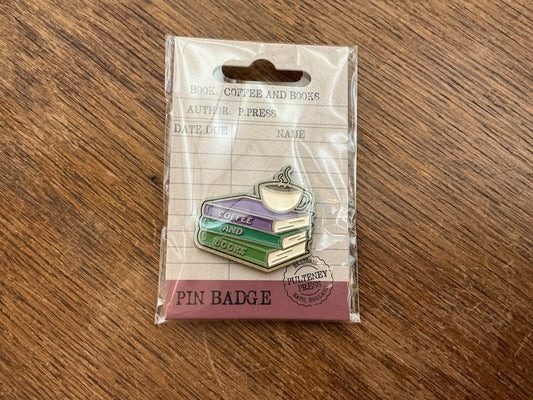 BOOK: COFFEE AND BOOKS
AUTHOR: P.PRESS
DATE DUE NAME
COFFEE
AND
BOOKS
PULTENEY
PRESS
BATH, ENGLAND
PIN BADGE